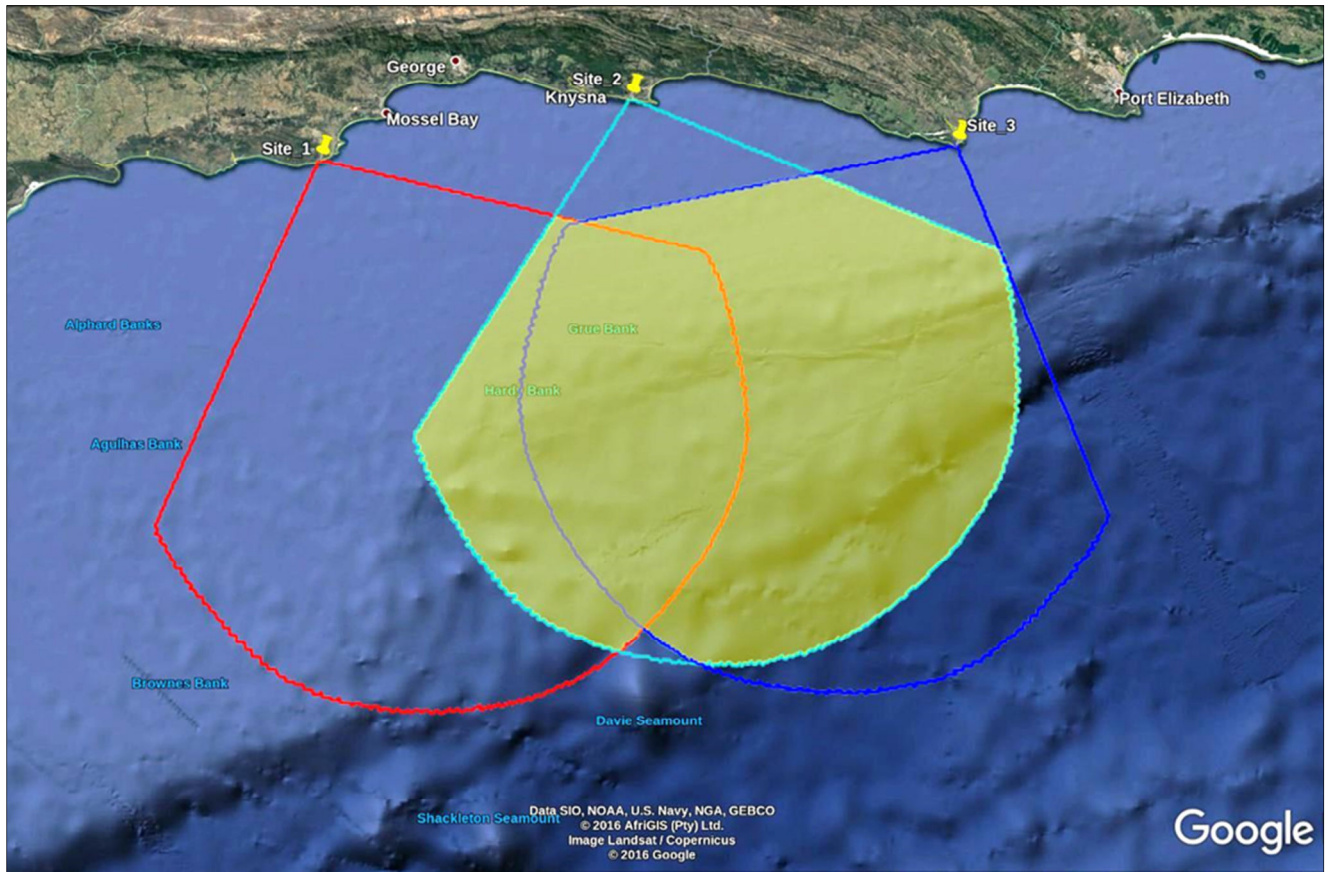 George
Site_2
Knysna
Port Elizabeth
Mossel Bay
Site_1
Site_3
Alphard Banks
Grue Bank
Bank
Agulhas Bank
Brownes Bank
Davie Seamount
Shackleton Seamount
Data SIO, NOAA, U.S. Navy, NGA, GEBCO
© 2016 AfriGIS (Pty) Ltd.
Image Landsat / Copernicus
© 2016 Google
Google